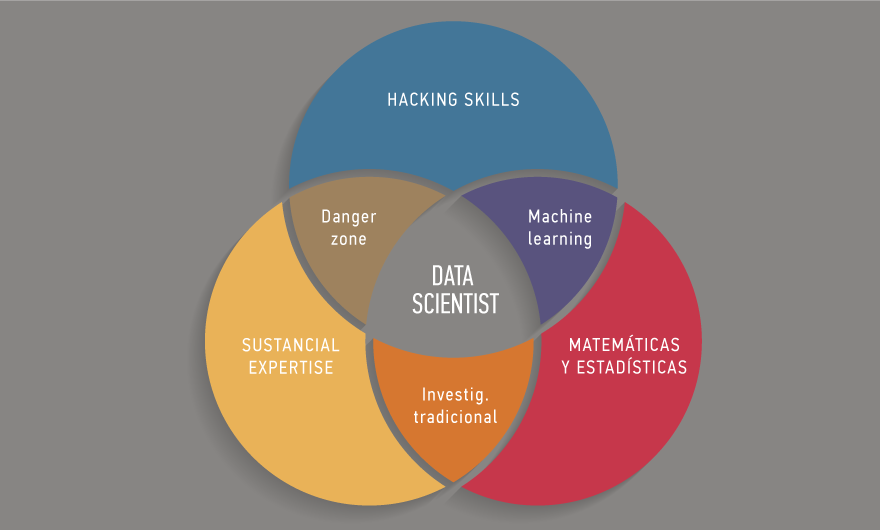 HACKING SKILLS
Danger
zone
Machine
learning
DATA
SCIENTIST
SUSTANCIAL
EXPERTISE
MATEMÁTICAS
Y ESTADÍSTICAS
Investig.
tradicional